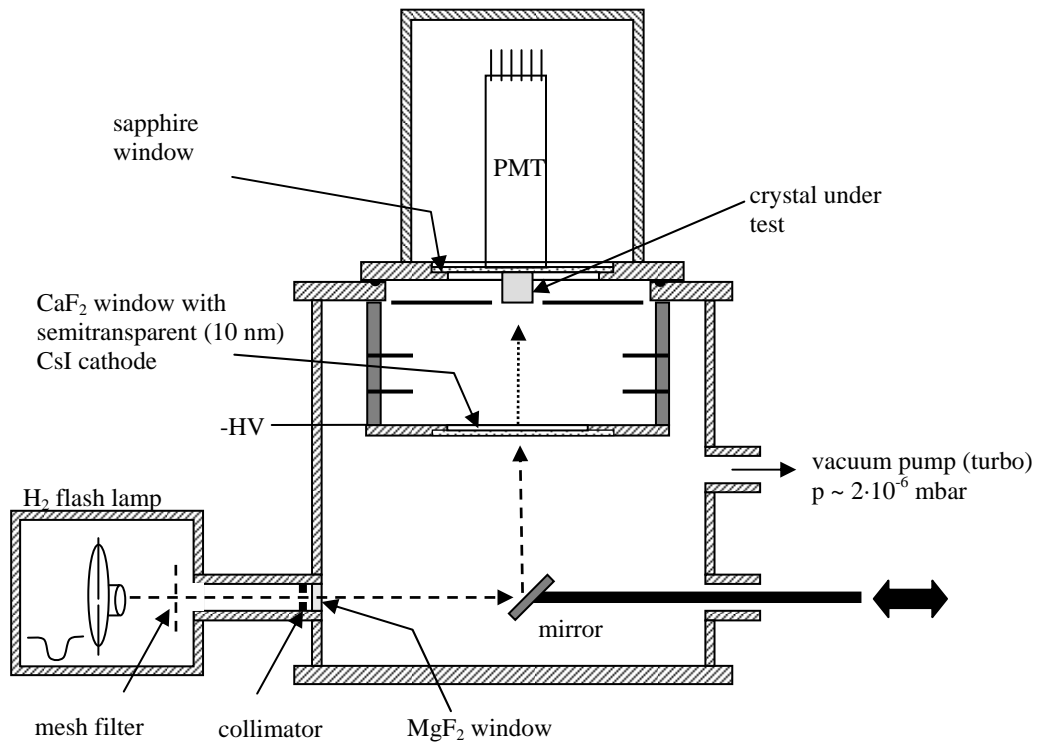 sapphire
window
PMT
crystal under
test
CaF₂ window with
semitransparent (10 nm)
CsI cathode
-HV
vacuum pump (turbo)
p ~ 2·10⁻⁶ mbar
H₂ flash lamp
mirror
mesh filter
collimator
MgF₂ window